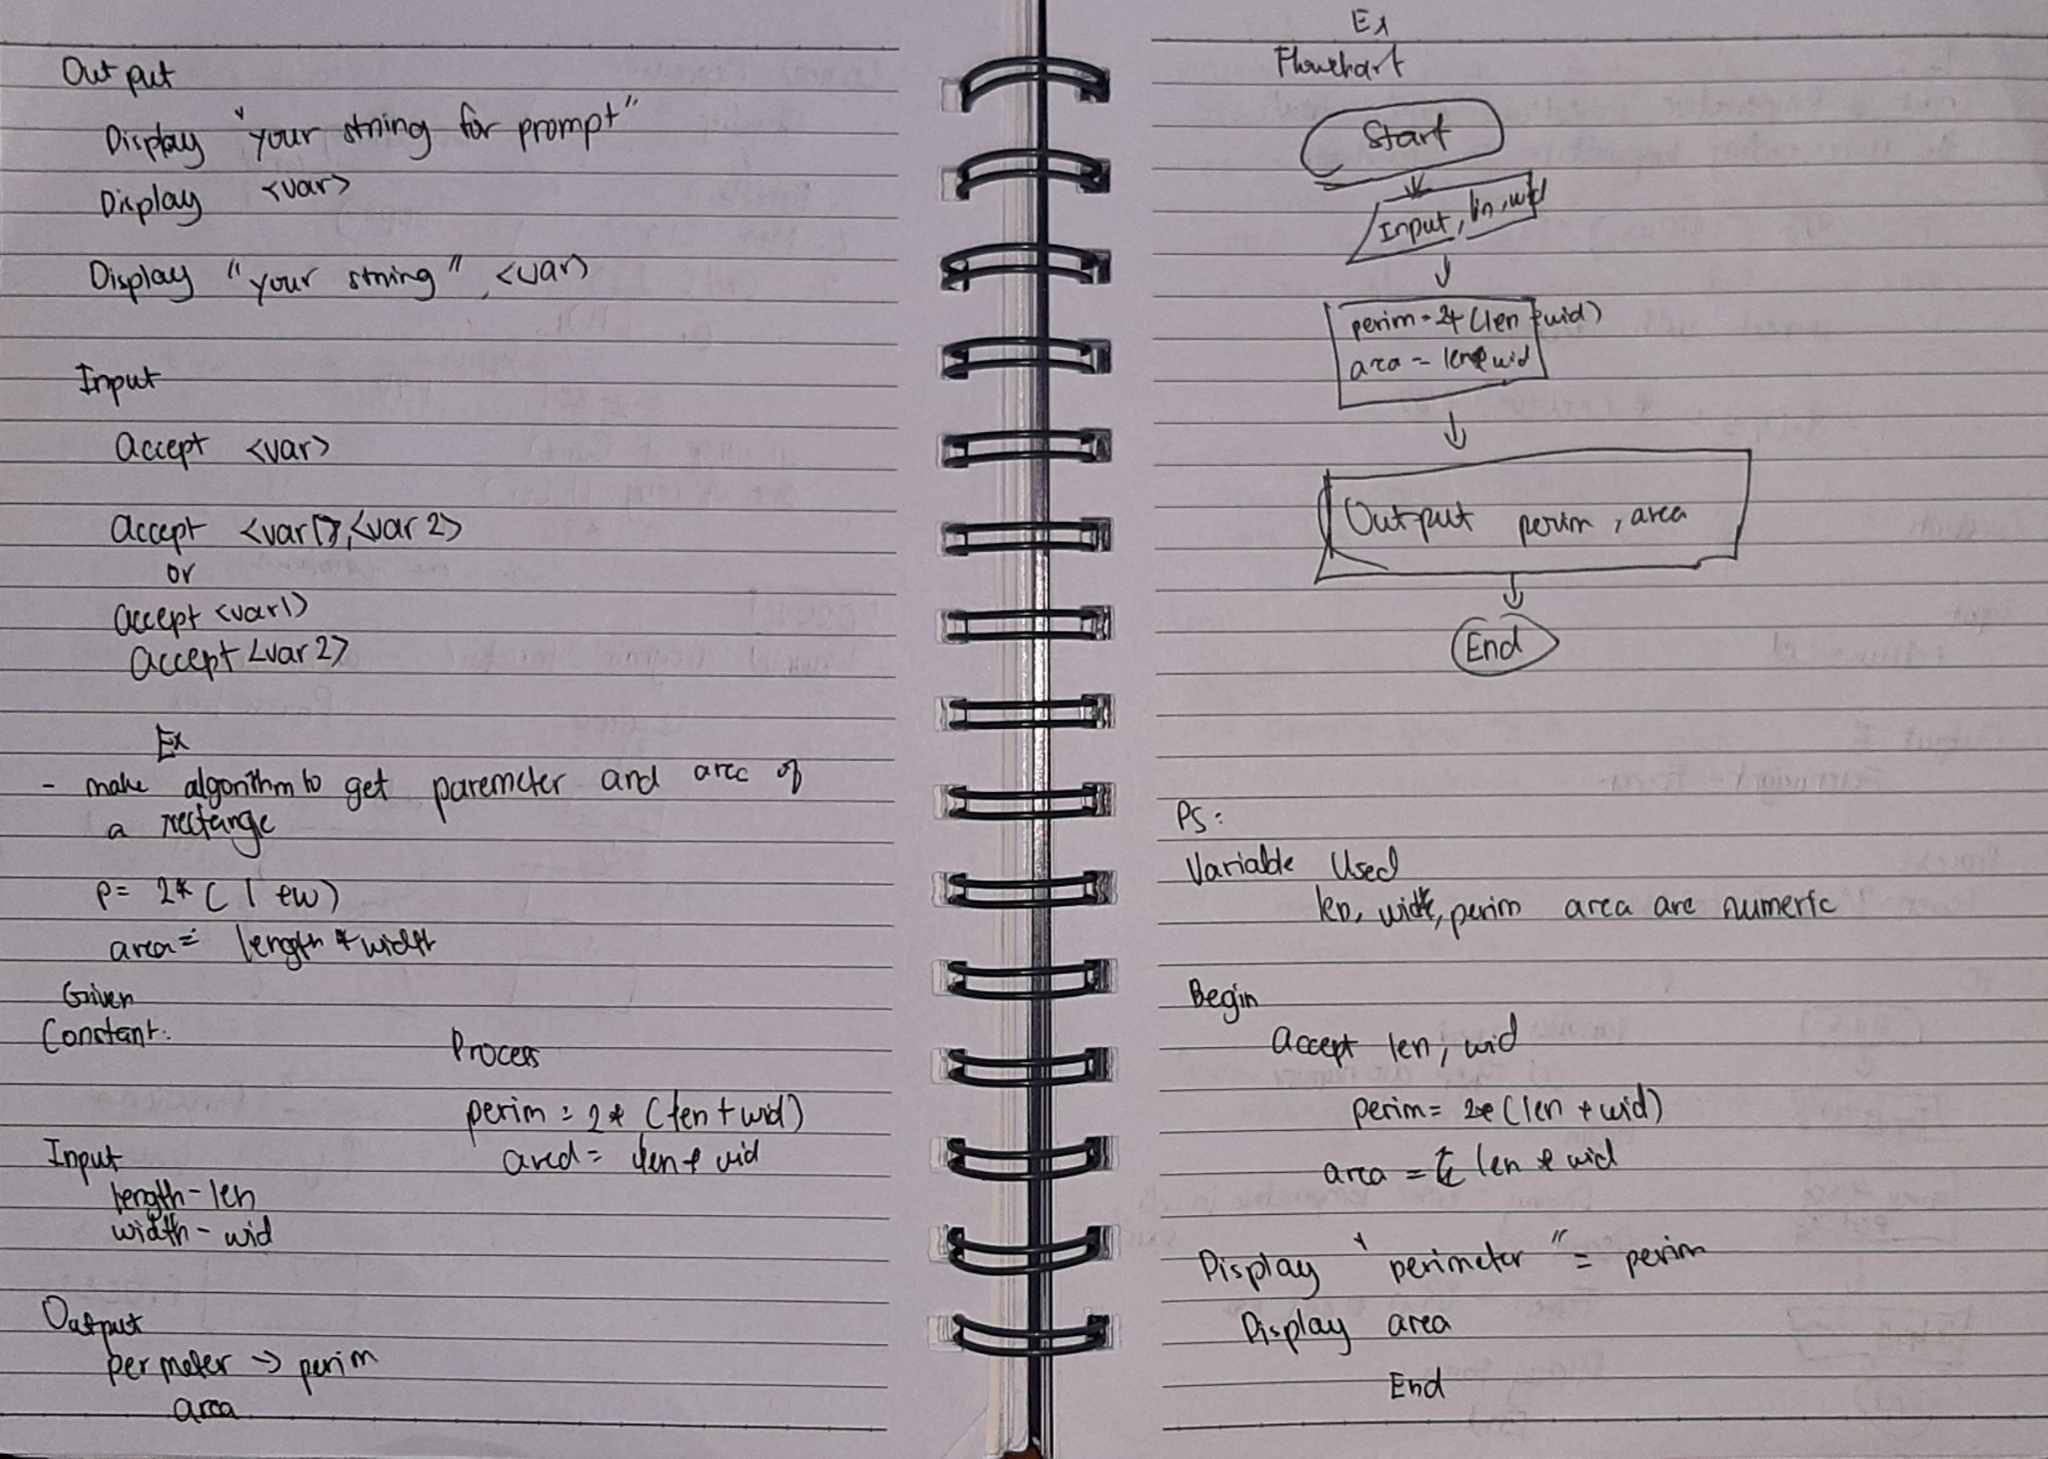 Output
Display "your string for prompt"
Display <var>
Display "your string", <var>
Input
Accept <var>
Accept <var1>,<var 2>
or
Accept <var1>
Accept <var 2>
Ex
- make algorithm to get paremeter and area of
a rectange
P= 2* ( l + w)
area= length * width
Given
Constant:
Process
perim = 2 * (len + wid)
area = len * wid
Input
length - len
width - wid
Output
permeter -> perim
area
Ex
Flowchart
Start
Input, len, wid
perim = 2* (len + wid)
area = len * wid
Output perim, area
End
PS:
Variable Used
len, wid, perim area are numeric
Begin
Accept len, wid
perim= 2* (len + wid)
area = len * wid
Display "perimeter" = perim
Display area
End